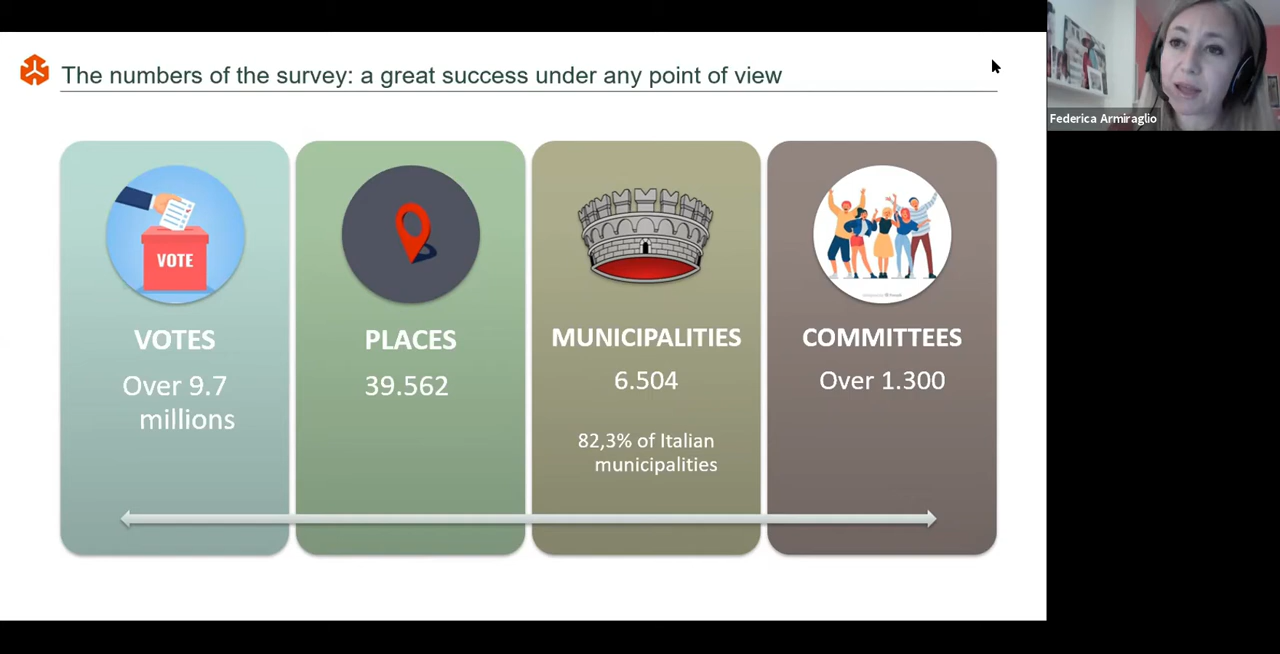 The numbers of the survey: a great success under any point of view
Federica Armiraglio
VOTE
VOTES
Over 9.7
millions
PLACES
39.562
MUNICIPALITIES
6.504
82,3% of Italian
municipalities
COMMITTEES
Over 1.300